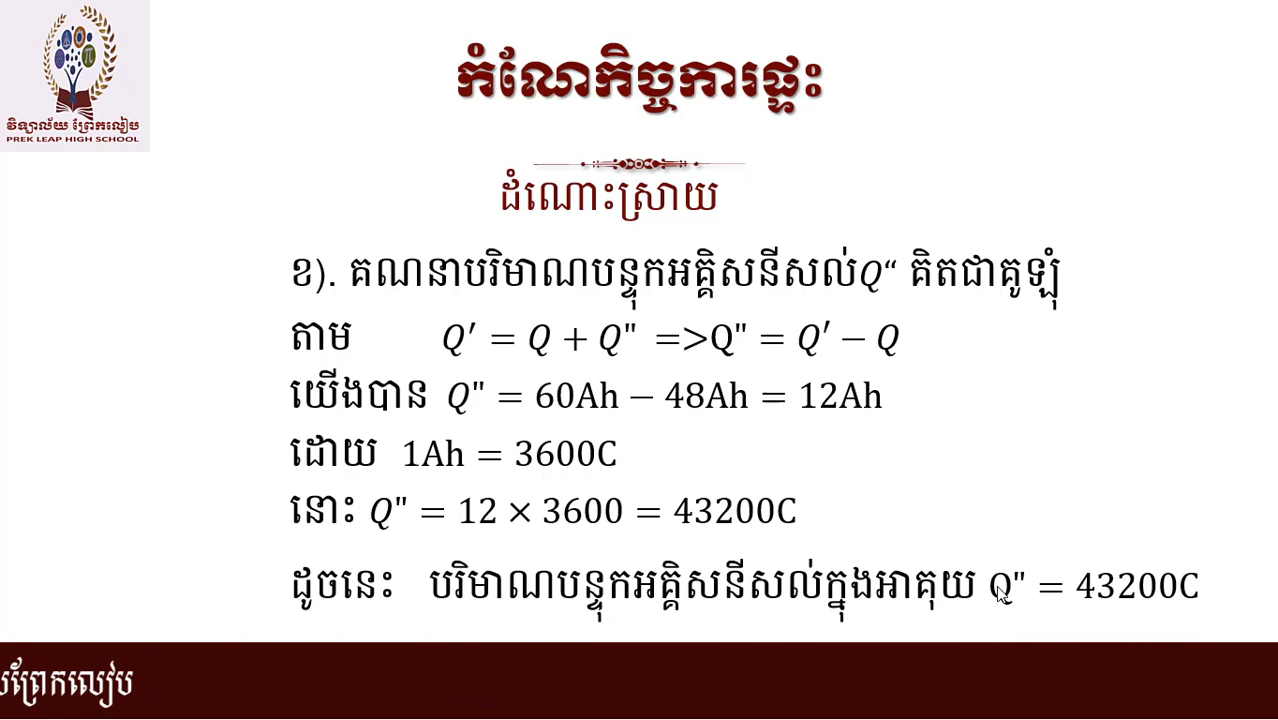 វិទ្យាល័យ ព្រែកលៀប
PREK LEAP HIGH SCHOOL
កំណែកិច្ចការផ្ទះ
ដំណោះស្រាយ
ខ). គណនាបរិមាណបន្ទុកអគ្គិសនីសល់Q“ គិតជាគូឡុំ
តាម Q′ = Q + Q" =>Q" = Q′ − Q
យើងបាន Q" = 60Ah − 48Ah = 12Ah
ដោយ 1Ah = 3600C
នោះ Q" = 12 × 3600 = 43200C
ដូចនេះ បរិមាណបន្ទុកអគ្គិសនីសល់ក្នុងអាគុយ Q" = 43200C
ព្រែកលៀប